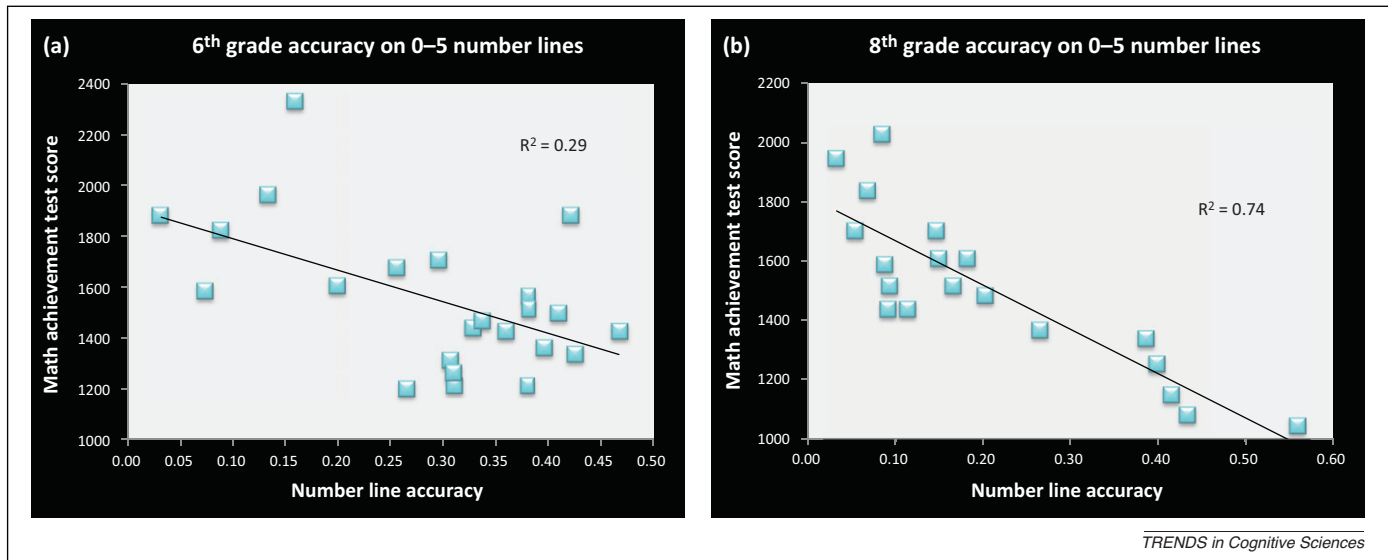 (a) 6th grade accuracy on 0–5 number lines
Math achievement test score
2400
2200
2000
1800
1600
1400
1200
1000
R² = 0.29
0.00 0.05 0.10 0.15 0.20 0.25 0.30 0.35 0.40 0.45 0.50
Number line accuracy
(b) 8th grade accuracy on 0–5 number lines
Math achievement test score
2200
2000
1800
1600
1400
1200
1000
R² = 0.74
0.00 0.10 0.20 0.30 0.40 0.50 0.60
Number line accuracy
TRENDS in Cognitive Sciences